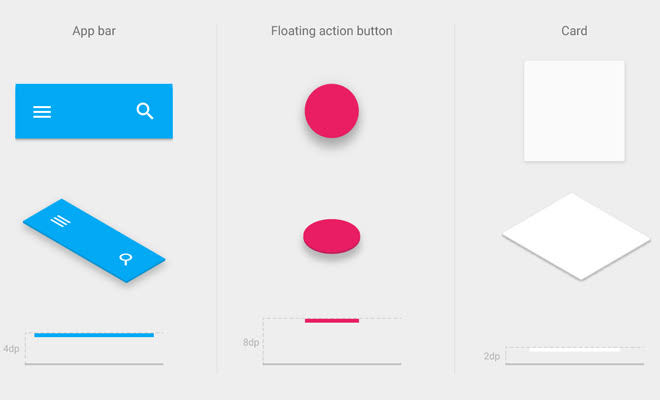 App bar
Floating action button
Card
4dp
8dp
2dp